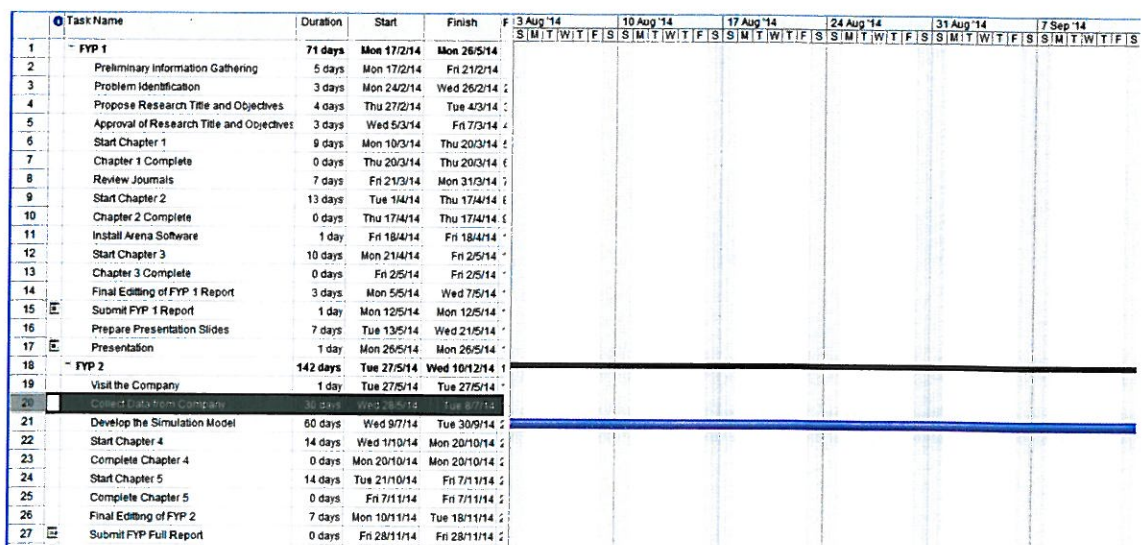 Task Name Duration Start Finish F 3 Aug '14 10 Aug '14 17 Aug '14 24 Aug '14 31 Aug '14 7 Sep '14
S M T W T F S S M T W T F S S M T W T F S S M T W T F S S M T W T F S S M T W T F S
1 FYP 1 71 days Mon 17/2/14 Mon 26/5/14
2 Preliminary Information Gathering 5 days Mon 17/2/14 Fri 21/2/14
3 Problem Identification 3 days Mon 24/2/14 Wed 26/2/14 2
4 Propose Research Title and Objectives 4 days Thu 27/2/14 Tue 4/3/14
5 Approval of Research Title and Objectives 3 days Wed 5/3/14 Fri 7/3/14 4
6 Start Chapter 1 9 days Mon 10/3/14 Thu 20/3/14
7 Chapter 1 Complete 0 days Thu 20/3/14 Thu 20/3/14
8 Review Journals 7 days Fri 21/3/14 Mon 31/3/14 7
9 Start Chapter 2 13 days Tue 1/4/14 Thu 17/4/14
10 Chapter 2 Complete 0 days Thu 17/4/14 Thu 17/4/14
11 Install Arena Software 1 day Fri 18/4/14 Fri 18/4/14
12 Start Chapter 3 10 days Mon 21/4/14 Fri 2/5/14
13 Chapter 3 Complete 0 days Fri 2/5/14 Fri 2/5/14
14 Final Editting of FYP 1 Report 3 days Mon 5/5/14 Wed 7/5/14
15 Submit FYP 1 Report 1 day Mon 12/5/14 Mon 12/5/14
16 Prepare Presentation Slides 7 days Tue 13/5/14 Wed 21/5/14
17 Presentation 1 day Mon 26/5/14 Mon 26/5/14
18 FYP 2 142 days Tue 27/5/14 Wed 10/12/14 1
19 Visit the Company 1 day Tue 27/5/14 Tue 27/5/14
20 Collect Data from Company 30 days Wed 28/5/14 Tue 8/7/14
21 Develop the Simulation Model 60 days Wed 9/7/14 Tue 30/9/14 2
22 Start Chapter 4 14 days Wed 1/10/14 Mon 20/10/14 2
23 Complete Chapter 4 0 days Mon 20/10/14 Mon 20/10/14 2
24 Start Chapter 5 14 days Tue 21/10/14 Fri 7/11/14 2
25 Complete Chapter 5 0 days Fri 7/11/14 Fri 7/11/14 2
26 Final Editing of FYP 2 7 days Mon 10/11/14 Tue 18/11/14 2
27 Submit FYP Full Report 0 days Fri 28/11/14 Fri 28/11/14 2